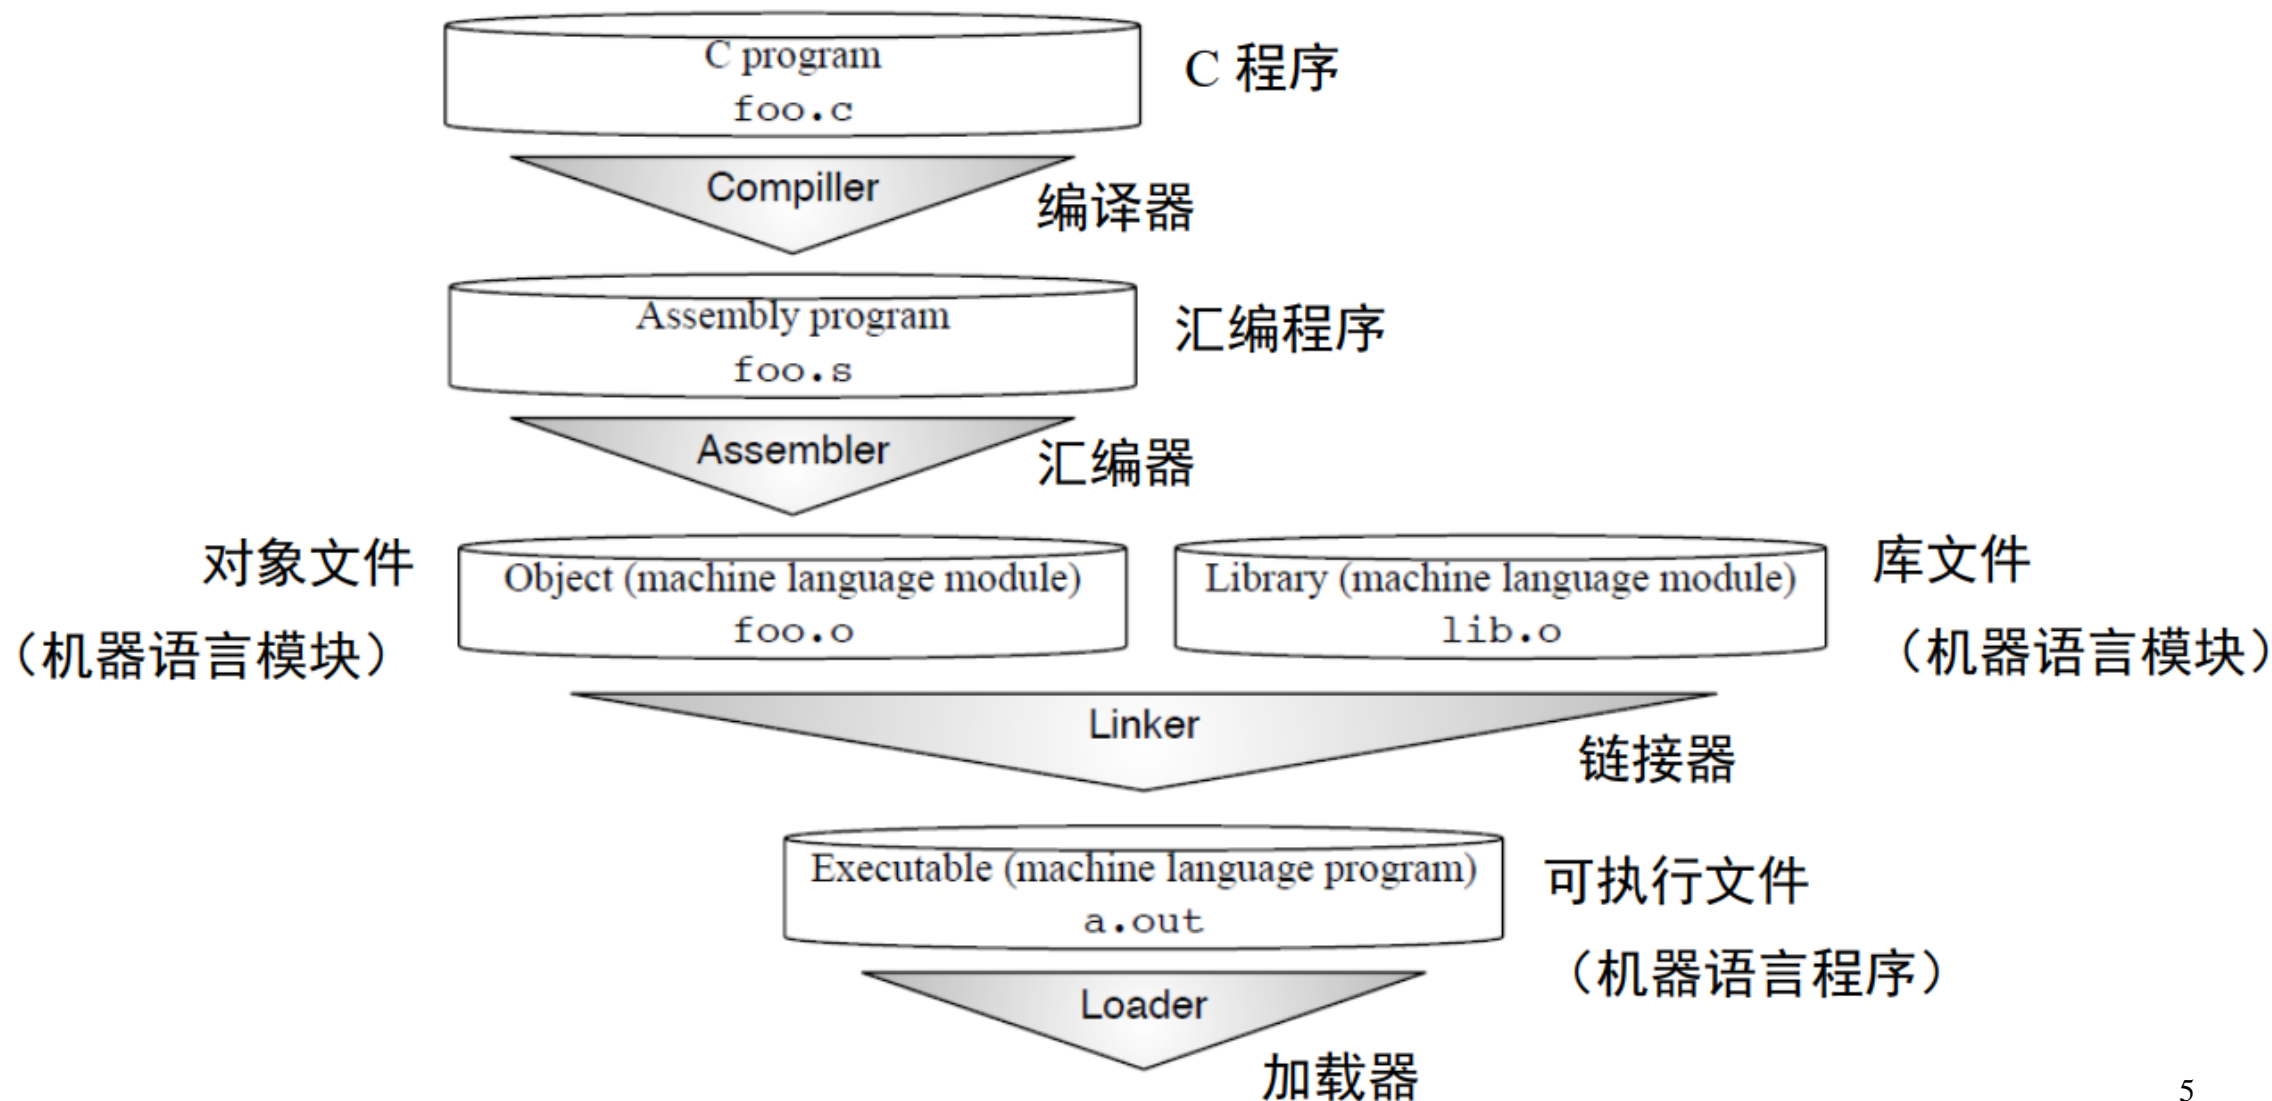 C program
foo.c
C 程序
Compiller
编译器
Assembly program
foo.s
汇编程序
Assembler
汇编器
对象文件
（机器语言模块）
Object (machine language module)
foo.o
Library (machine language module)
lib.o
库文件
（机器语言模块）
Linker
链接器
Executable (machine language program)
a.out
可执行文件
（机器语言程序）
Loader
加载器
5